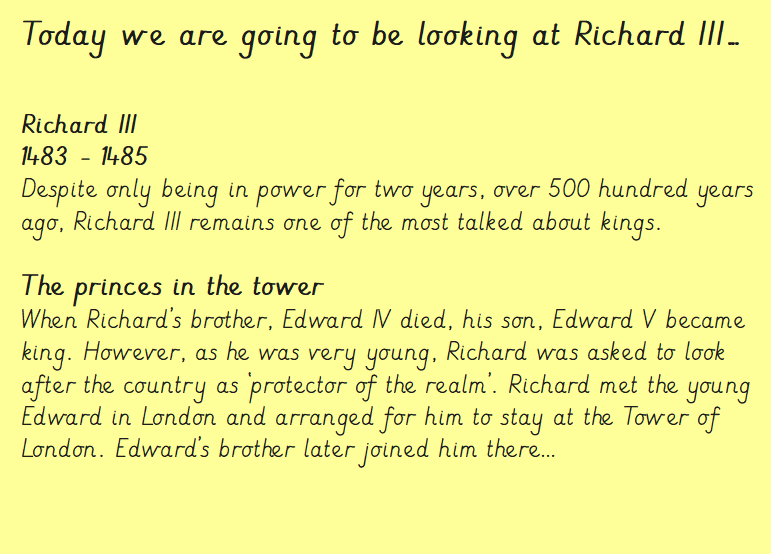 Today we are going to be looking at Richard III...
Richard III
1483 - 1485
Despite only being in power for two years, over 500 hundred years
ago, Richard III remains one of the most talked about kings.
The princes in the tower
When Richard's brother, Edward IV died, his son, Edward V became
king. However, as he was very young, Richard was asked to look
after the country as ‘protector of the realm’. Richard met the young
Edward in London and arranged for him to stay at the Tower of
London. Edward's brother later joined him there...